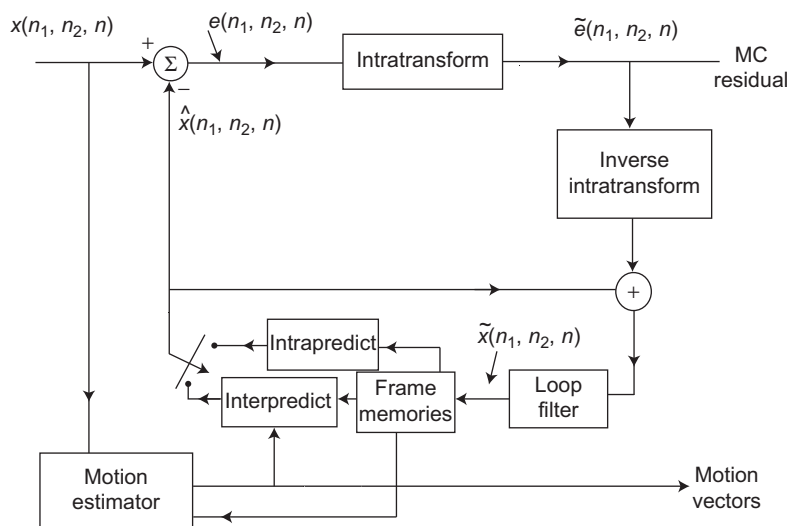 x(n₁, n₂, n)
e(n₁, n₂, n)
ẽ(n₁, n₂, n)
+
Σ
−
Intratransform
MC
residual
x̂(n₁, n₂, n)
Inverse
intratransform
+
x̃(n₁, n₂, n)
Intrapredict
Interpredict
Frame
memories
Loop
filter
Motion
estimator
Motion
vectors